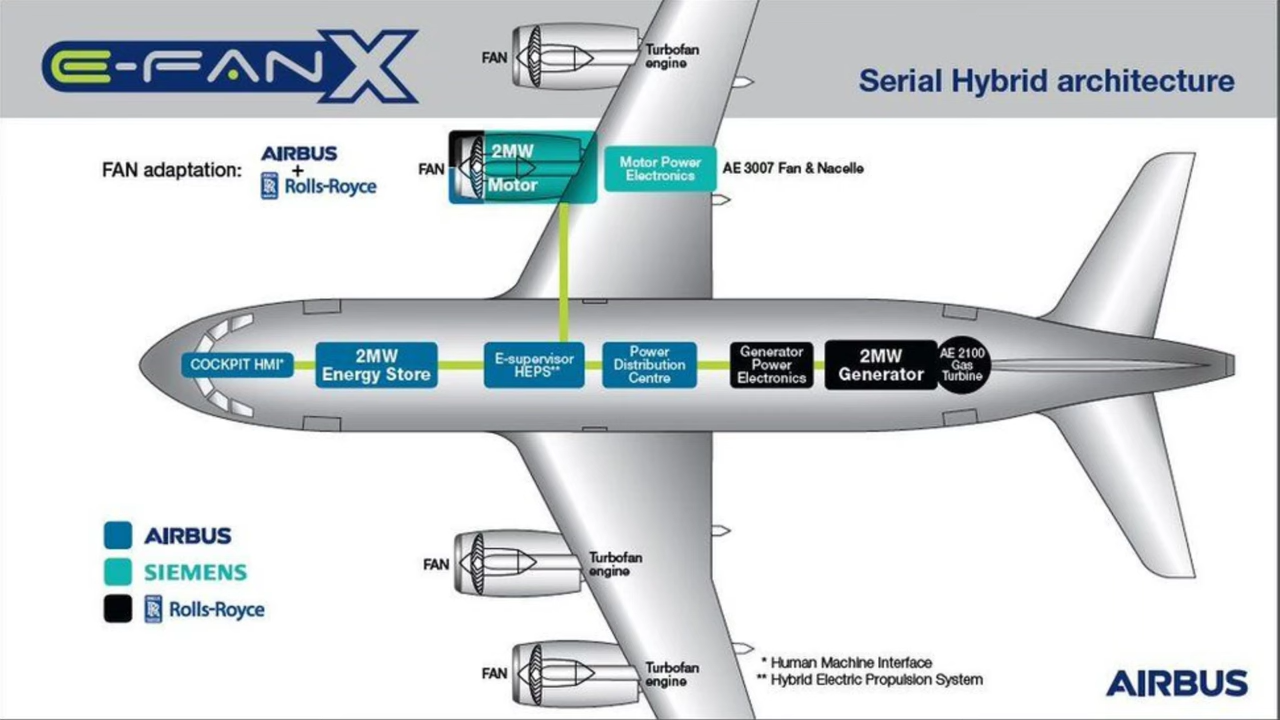 E-FAN X
Serial Hybrid architecture
FAN
Turbofan
engine
FAN adaptation:
AIRBUS
+
RR Rolls-Royce
FAN
2MW
Motor
Motor Power
Electronics
AE 3007 Fan & Nacelle
COCKPIT HMI*
2MW
Energy Store
E-supervisor
HEPS**
Power
Distribution
Centre
Generator
Power
Electronics
2MW
Generator
AE 2100
Gas
Turbine
AIRBUS
SIEMENS
RR Rolls-Royce
FAN
Turbofan
engine
FAN
Turbofan
engine
* Human Machine Interface
** Hybrid Electric Propulsion System
AIRBUS